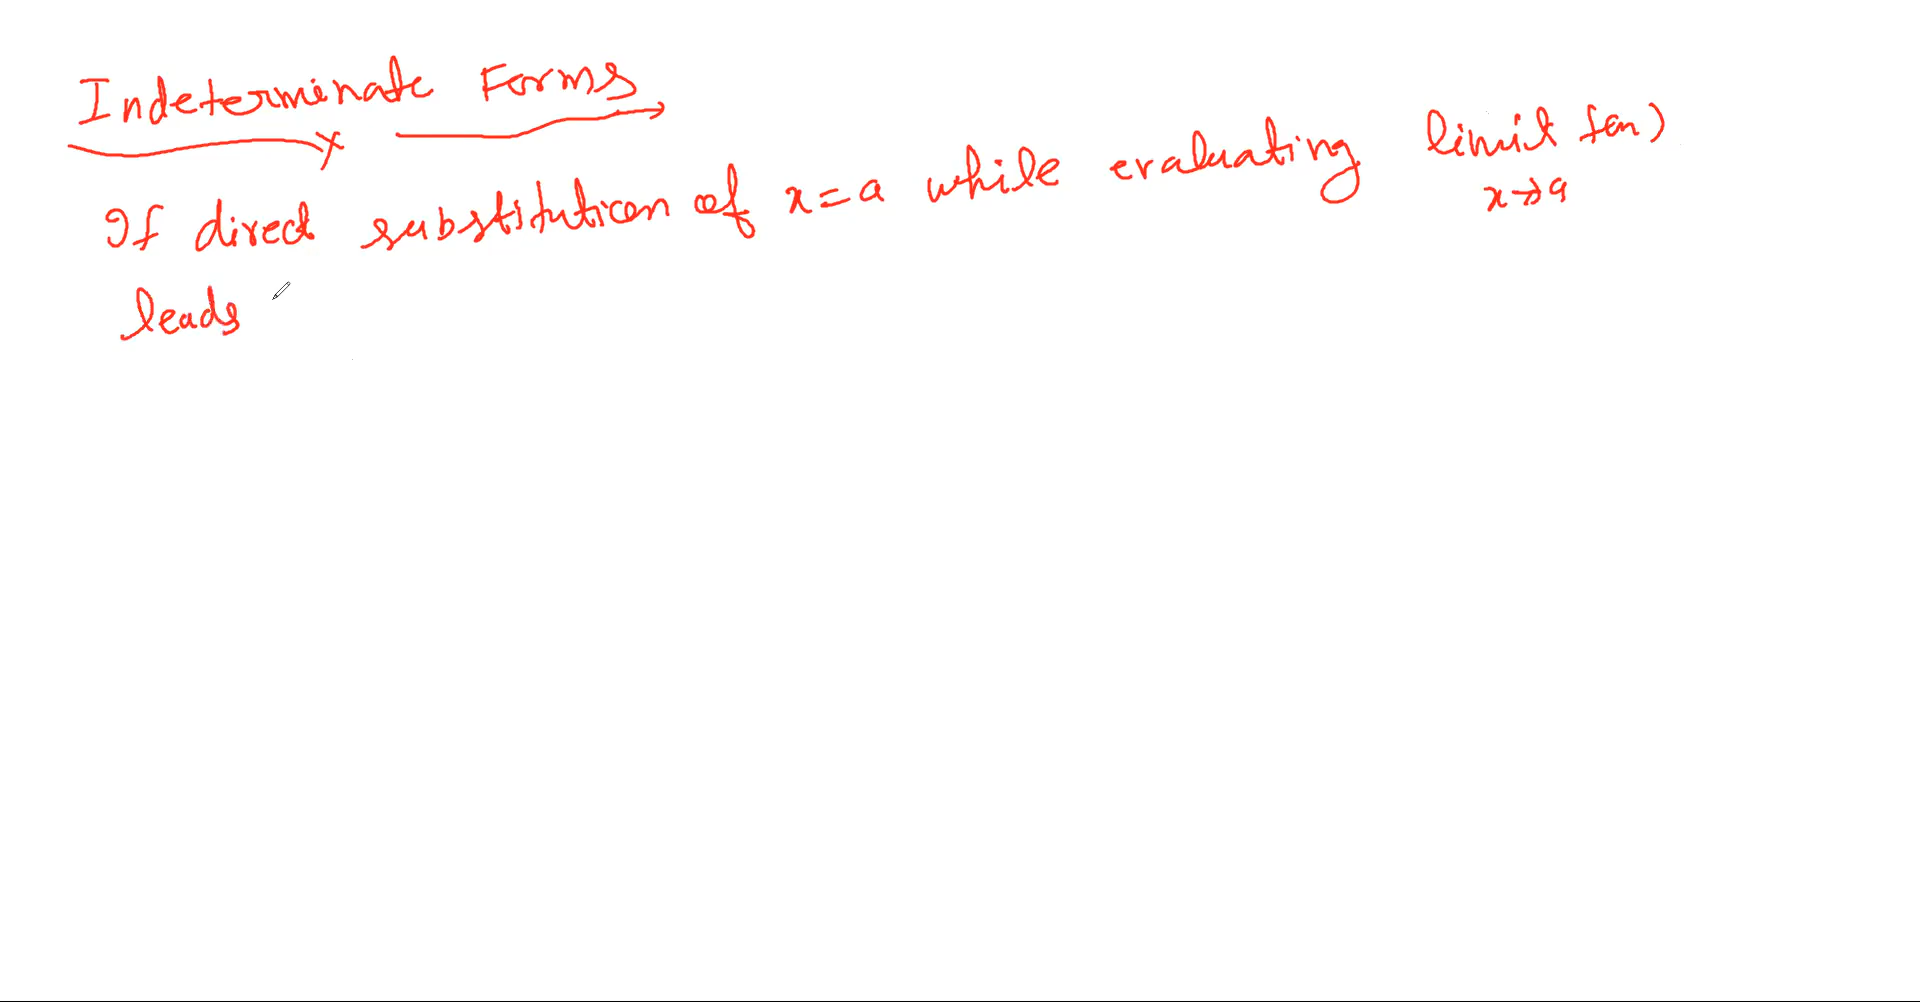 Indeterminate Forms
If direct substitution of x=a while evaluating limit f(x)
x→a
leads